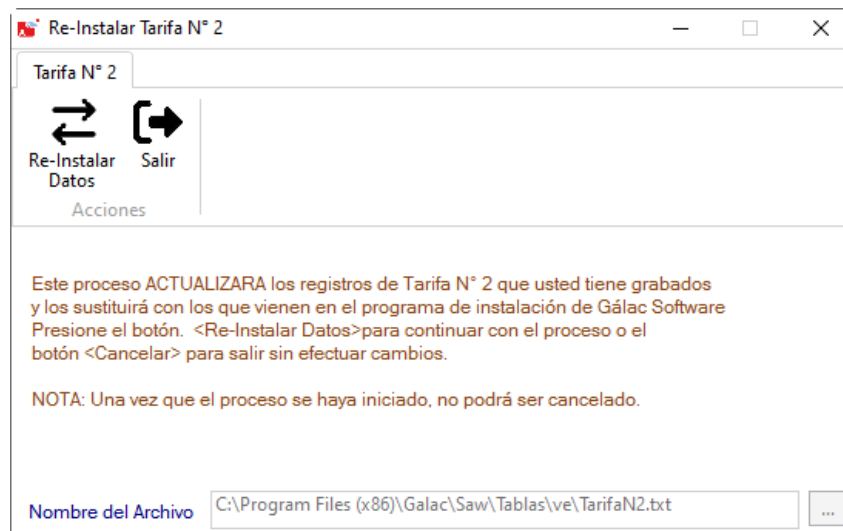 Re-Instalar Tarifa N° 2
Tarifa N° 2
Re-Instalar
Datos
Salir
Acciones
Este proceso ACTUALIZARA los registros de Tarifa N° 2 que usted tiene grabados
y los sustituirá con los que vienen en el programa de instalación de Gálac Software
Presione el botón.  <Re-Instalar Datos>para continuar con el proceso o el
botón <Cancelar> para salir sin efectuar cambios.
NOTA: Una vez que el proceso se haya iniciado, no podrá ser cancelado.
Nombre del Archivo
C:\Program Files (x86)\Galac\Saw\Tablas\ve\TarifaN2.txt
...